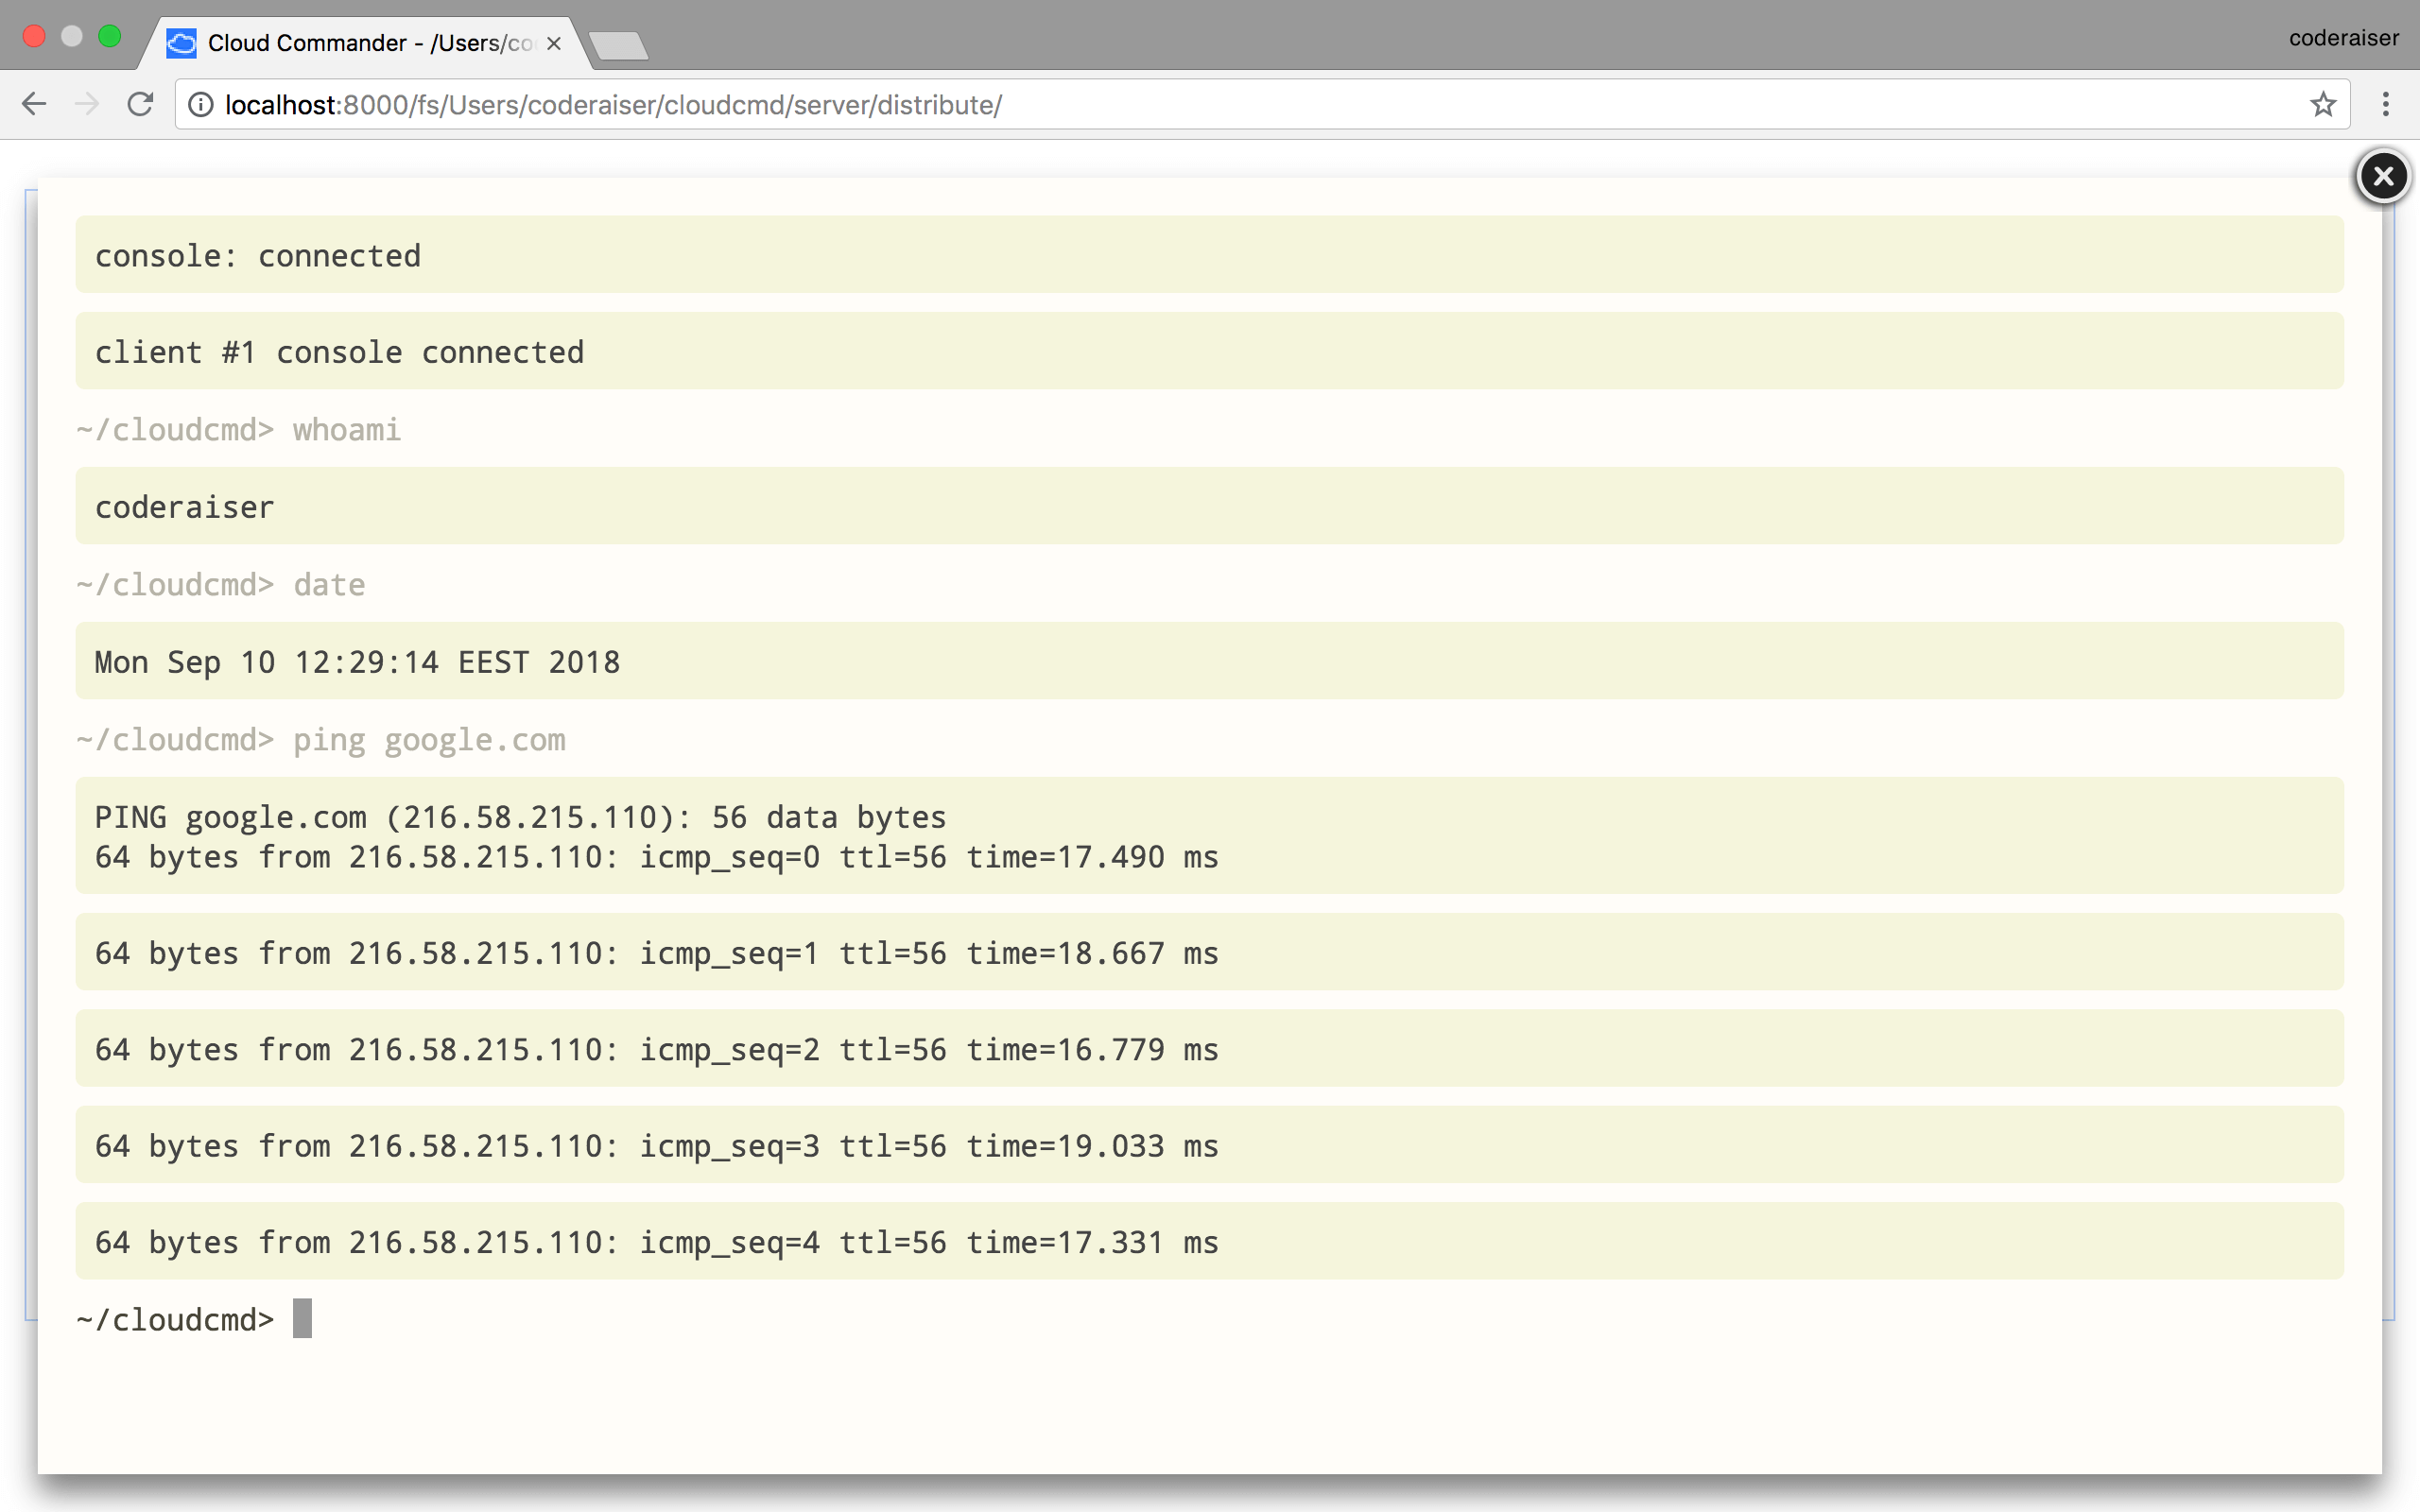 Cloud Commander - /Users/co
coderaiser
localhost:8000/fs/Users/coderaiser/cloudcmd/server/distribute/
console: connected
client #1 console connected
~/cloudcmd> whoami
coderaiser
~/cloudcmd> date
Mon Sep 10 12:29:14 EEST 2018
~/cloudcmd> ping google.com
PING google.com (216.58.215.110): 56 data bytes
64 bytes from 216.58.215.110: icmp_seq=0 ttl=56 time=17.490 ms
64 bytes from 216.58.215.110: icmp_seq=1 ttl=56 time=18.667 ms
64 bytes from 216.58.215.110: icmp_seq=2 ttl=56 time=16.779 ms
64 bytes from 216.58.215.110: icmp_seq=3 ttl=56 time=19.033 ms
64 bytes from 216.58.215.110: icmp_seq=4 ttl=56 time=17.331 ms
~/cloudcmd>